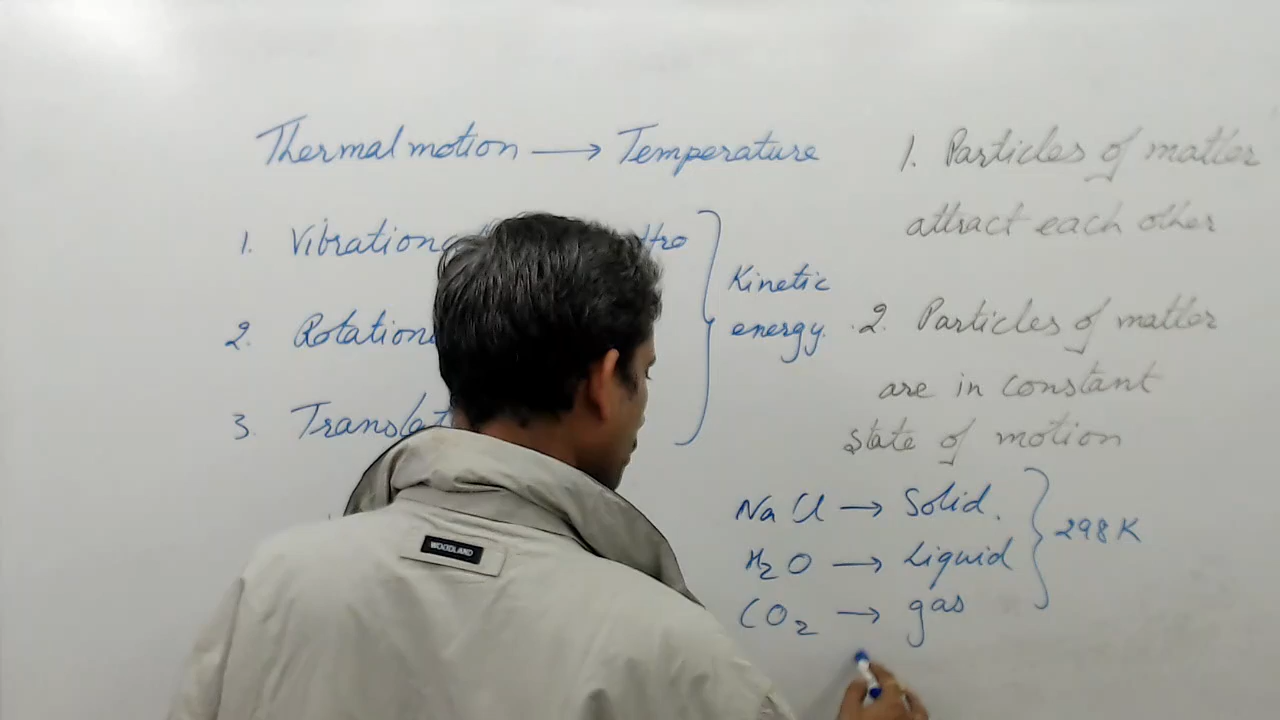 Thermal motion → Temperature
1. Vibration
2. Rotation
3. Translat
Kinetic
energy.
1. Particles of matter
attract each other
2. Particles of matter
are in constant
state of motion
NaCl → Solid.
H2O → Liquid
CO2 → gas
298 K
WOODLAND